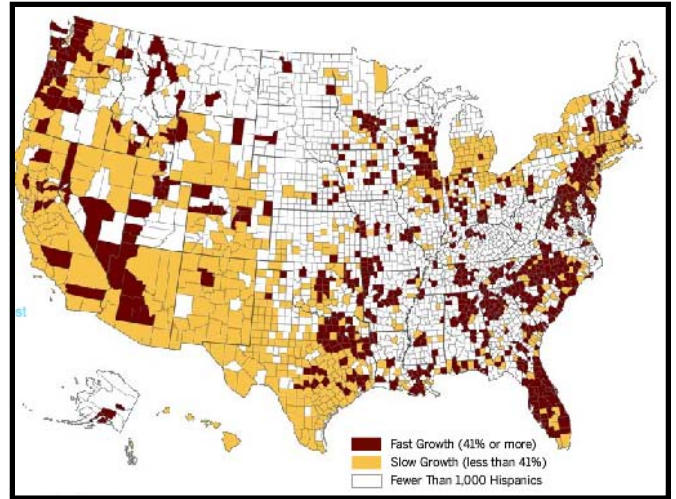 st
Fast Growth (41% or more)
Slow Growth (less than 41%)
Fewer Than 1,000 Hispanics